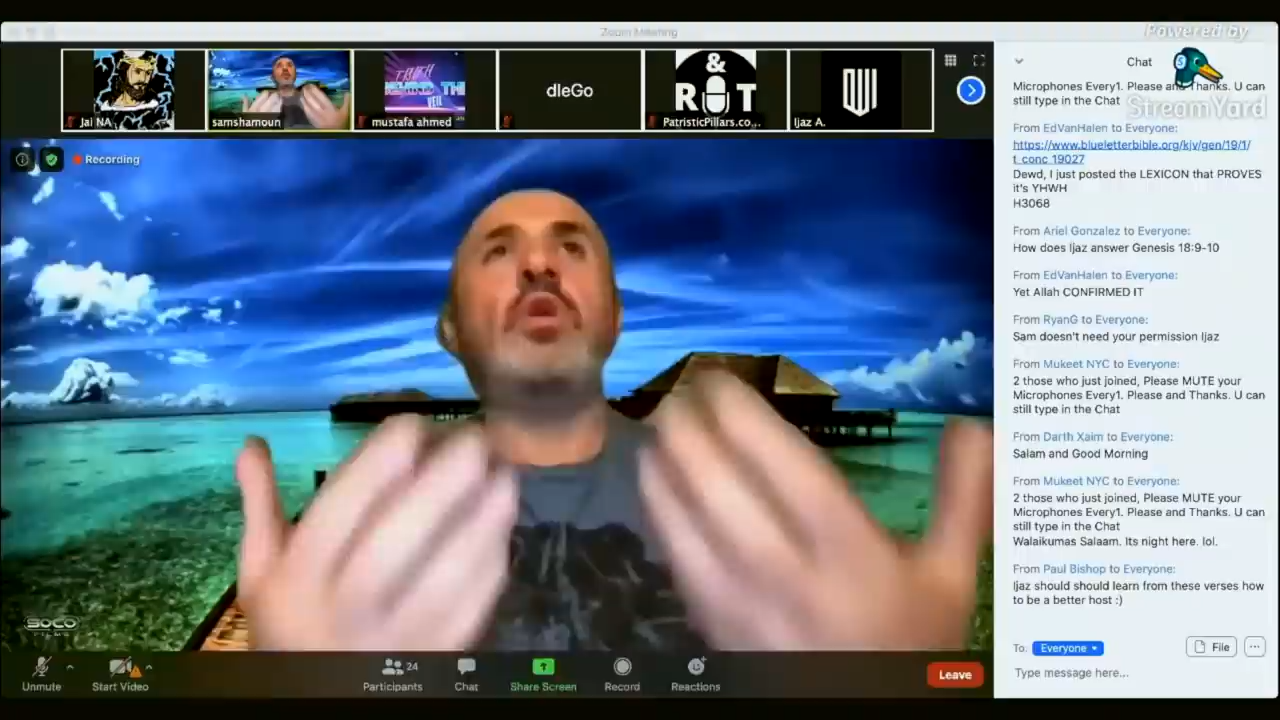 Zoom Meeting
Powered by
StreamYard
Jai NA
samshamoun
TRUTH
BEHIND THE
VEIL
mustafa ahmed
dleGo
&
R T
PatristicPillars.co...
Ijaz A.
Recording
SOCO
FILMS
Chat
Microphones Every1. Please and Thanks. U can
still type in the Chat
From EdVanHalen to Everyone:
https://www.blueletterbible.org/kjv/gen/19/1/
t_conc_19027
Dewd, I just posted the LEXICON that PROVES
it's YHWH
H3068
From Ariel Gonzalez to Everyone:
How does Ijaz answer Genesis 18:9-10
From EdVanHalen to Everyone:
Yet Allah CONFIRMED IT
From RyanG to Everyone:
Sam doesn't need your permission Ijaz
From Mukeet NYC to Everyone:
2 those who just joined, Please MUTE your
Microphones Every1. Please and Thanks. U can
still type in the Chat
From Darth Xaim to Everyone:
Salam and Good Morning
From Mukeet NYC to Everyone:
2 those who just joined, Please MUTE your
Microphones Every1. Please and Thanks. U can
still type in the Chat
Walaikumas Salaam. Its night here. lol.
From Paul Bishop to Everyone:
Ijaz should should learn from these verses how
to be a better host :)
To: Everyone
File
Type message here...
Unmute
Start Video
24
Participants
Chat
Share Screen
Record
Reactions
Leave